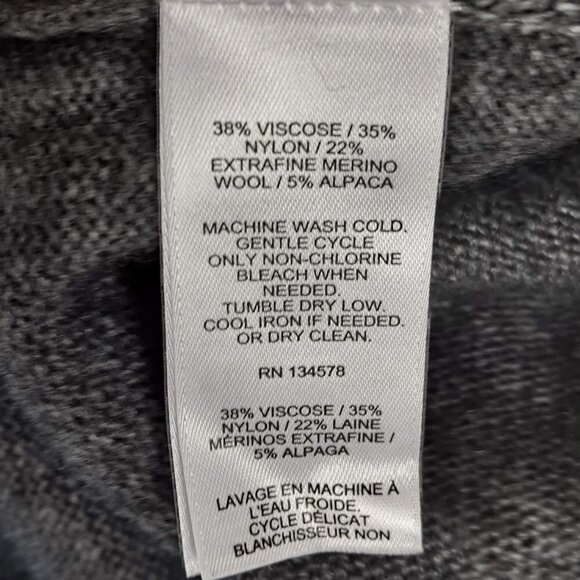 38% VISCOSE / 35%
NYLON / 22%
EXTRAFINE MERINO
WOOL / 5% ALPACA
MACHINE WASH COLD.
GENTLE CYCLE
ONLY NON-CHLORINE
BLEACH WHEN
NEEDED.
TUMBLE DRY LOW.
COOL IRON IF NEEDED.
OR DRY CLEAN.
RN 134578
38% VISCOSE / 35%
NYLON / 22% LAINE
MÉRINOS EXTRAFINE /
5% ALPAGA
LAVAGE EN MACHINE À
L'EAU FROIDE.
CYCLE DÉLICAT
BLANCHISSEUR NON